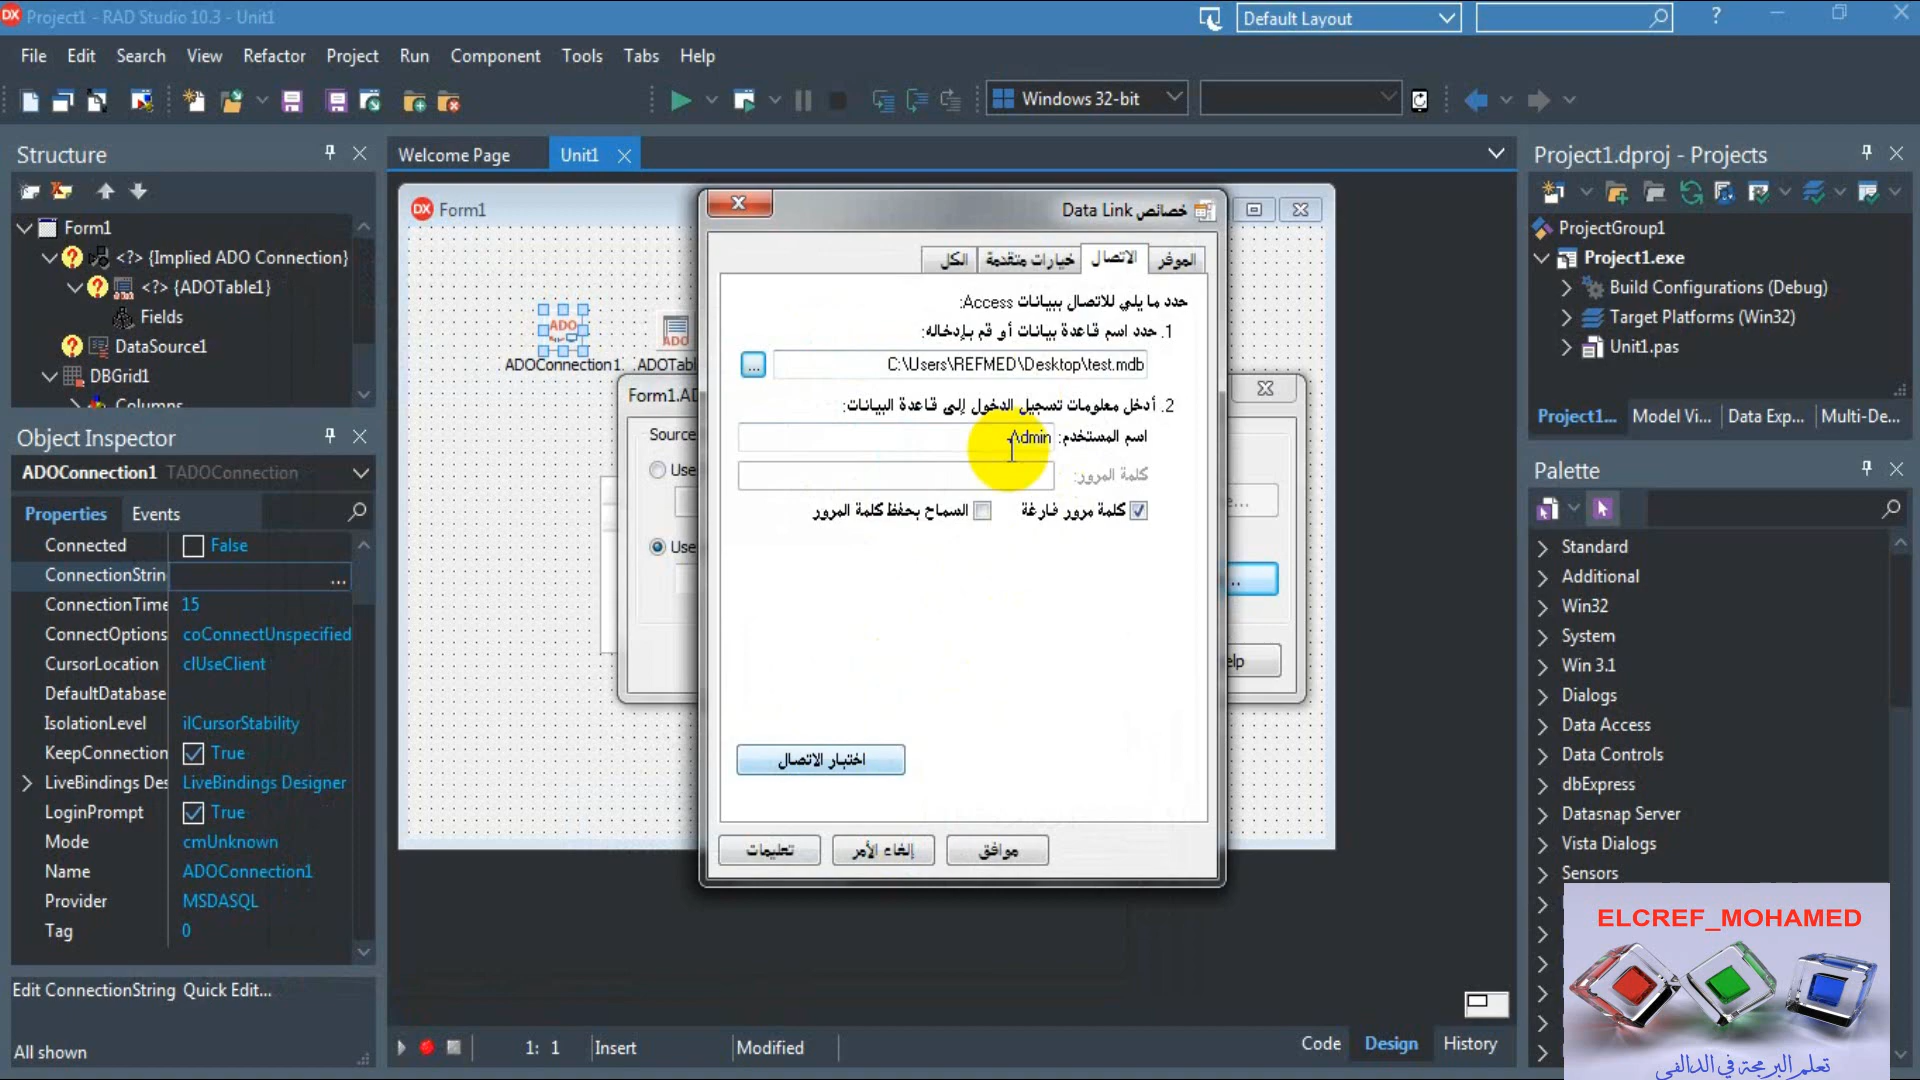 Project1 - RAD Studio 10.3 - Unit1
Default Layout
?
File Edit Search View Refactor Project Run Component Tools Tabs Help
Windows 32-bit
Structure
Form1
<?> {Implied ADO Connection}
<?> {ADOTable1}
Fields
DataSource1
DBGrid1
Columns
Object Inspector
ADOConnection1 TADOConnection
Properties Events
Connected False
ConnectionStrin ...
ConnectionTime 15
ConnectOptions coConnectUnspecified
CursorLocation clUseClient
DefaultDatabase
IsolationLevel ilCursorStability
KeepConnection True
LiveBindings Des LiveBindings Designer
LoginPrompt True
Mode cmUnknown
Name ADOConnection1
Provider MSDASQL
Tag 0
Edit ConnectionString Quick Edit...
All shown
Welcome Page Unit1
Form1
ADO
ADOConnection1
ADO
ADOTabl
Form1.AD
Source
Use
Use
elp
خصائص Data Link
الموفر الاتصال خيارات متقدمة الكل
حدد ما يلي للاتصال ببيانات Access:
1. حدد اسم قاعدة بيانات أو قم بإدخاله:
C:\Users\REFMED\Desktop\test.mdb
...
2. أدخل معلومات تسجيل الدخول إلى قاعدة البيانات:
اسم المستخدم: Admin
كلمة المرور:
كلمة مرور فارغة السماح بحفظ كلمة المرور
اختبار الاتصال
موافق إلغاء الأمر تعليمات
1: 1 Insert Modified
Code Design History
Project1.dproj - Projects
ProjectGroup1
Project1.exe
Build Configurations (Debug)
Target Platforms (Win32)
Unit1.pas
Project1... Model Vi... Data Exp... Multi-De...
Palette
Standard
Additional
Win32
System
Win 3.1
Dialogs
Data Access
Data Controls
dbExpress
Datasnap Server
Vista Dialogs
Sensors
ELCREF_MOHAMED
تعلم البرمجة في الدالفي